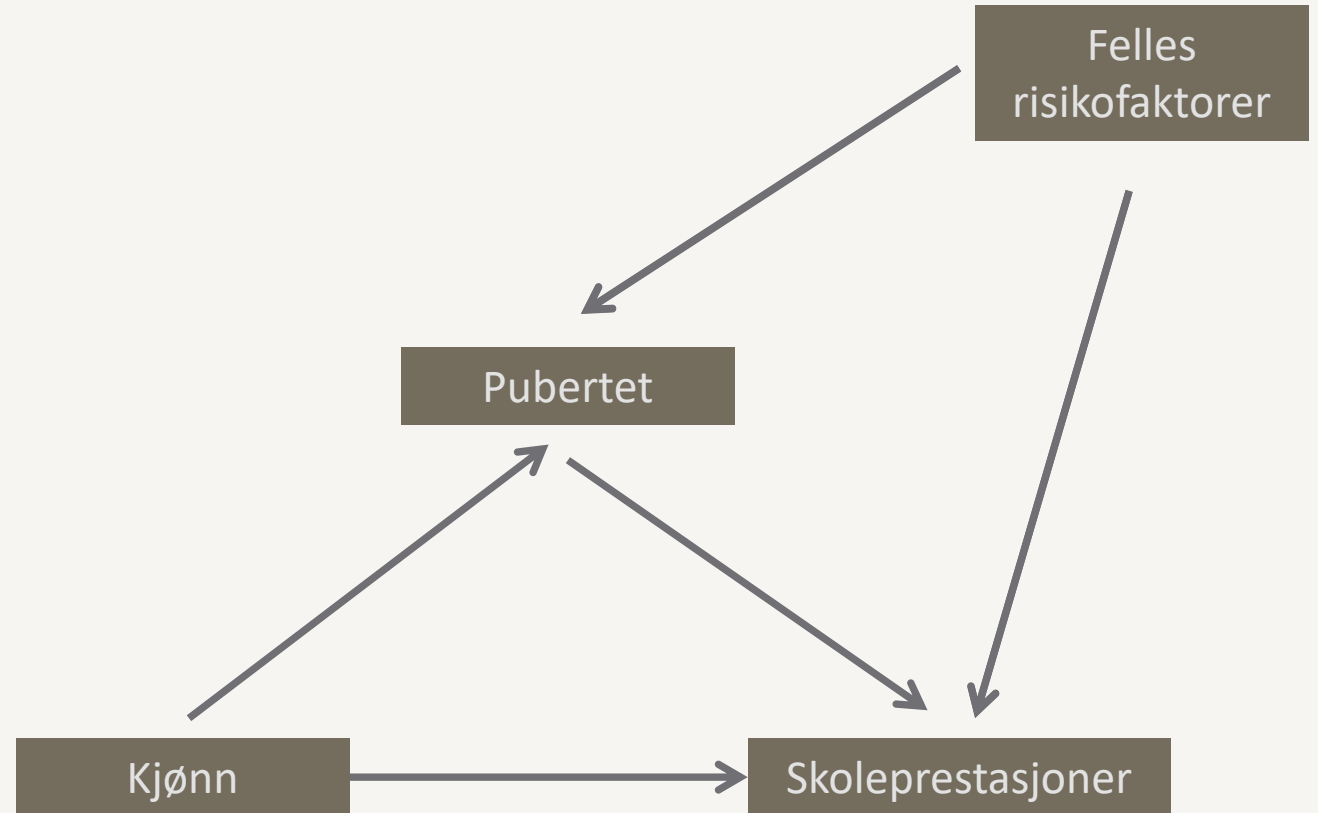 Felles
risikofaktorer
Pubertet
Kjønn
Skoleprestasjoner